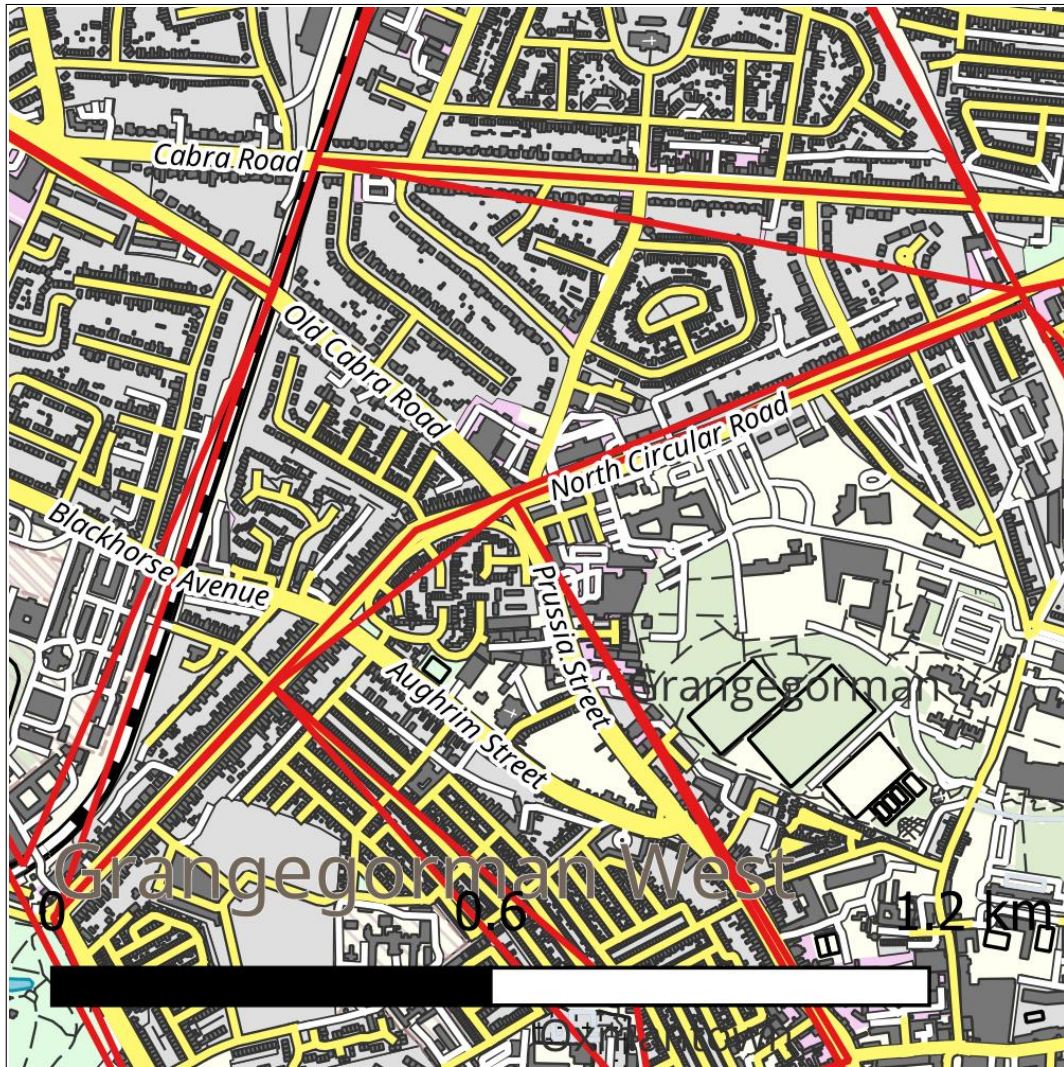 Cabra Road
Old Cabra Road
North Circular Road
Blackhorse Avenue
Prussia Street
Aughrim Street
Grangegorman
Grangegorman West
0 0.6 1.2 km